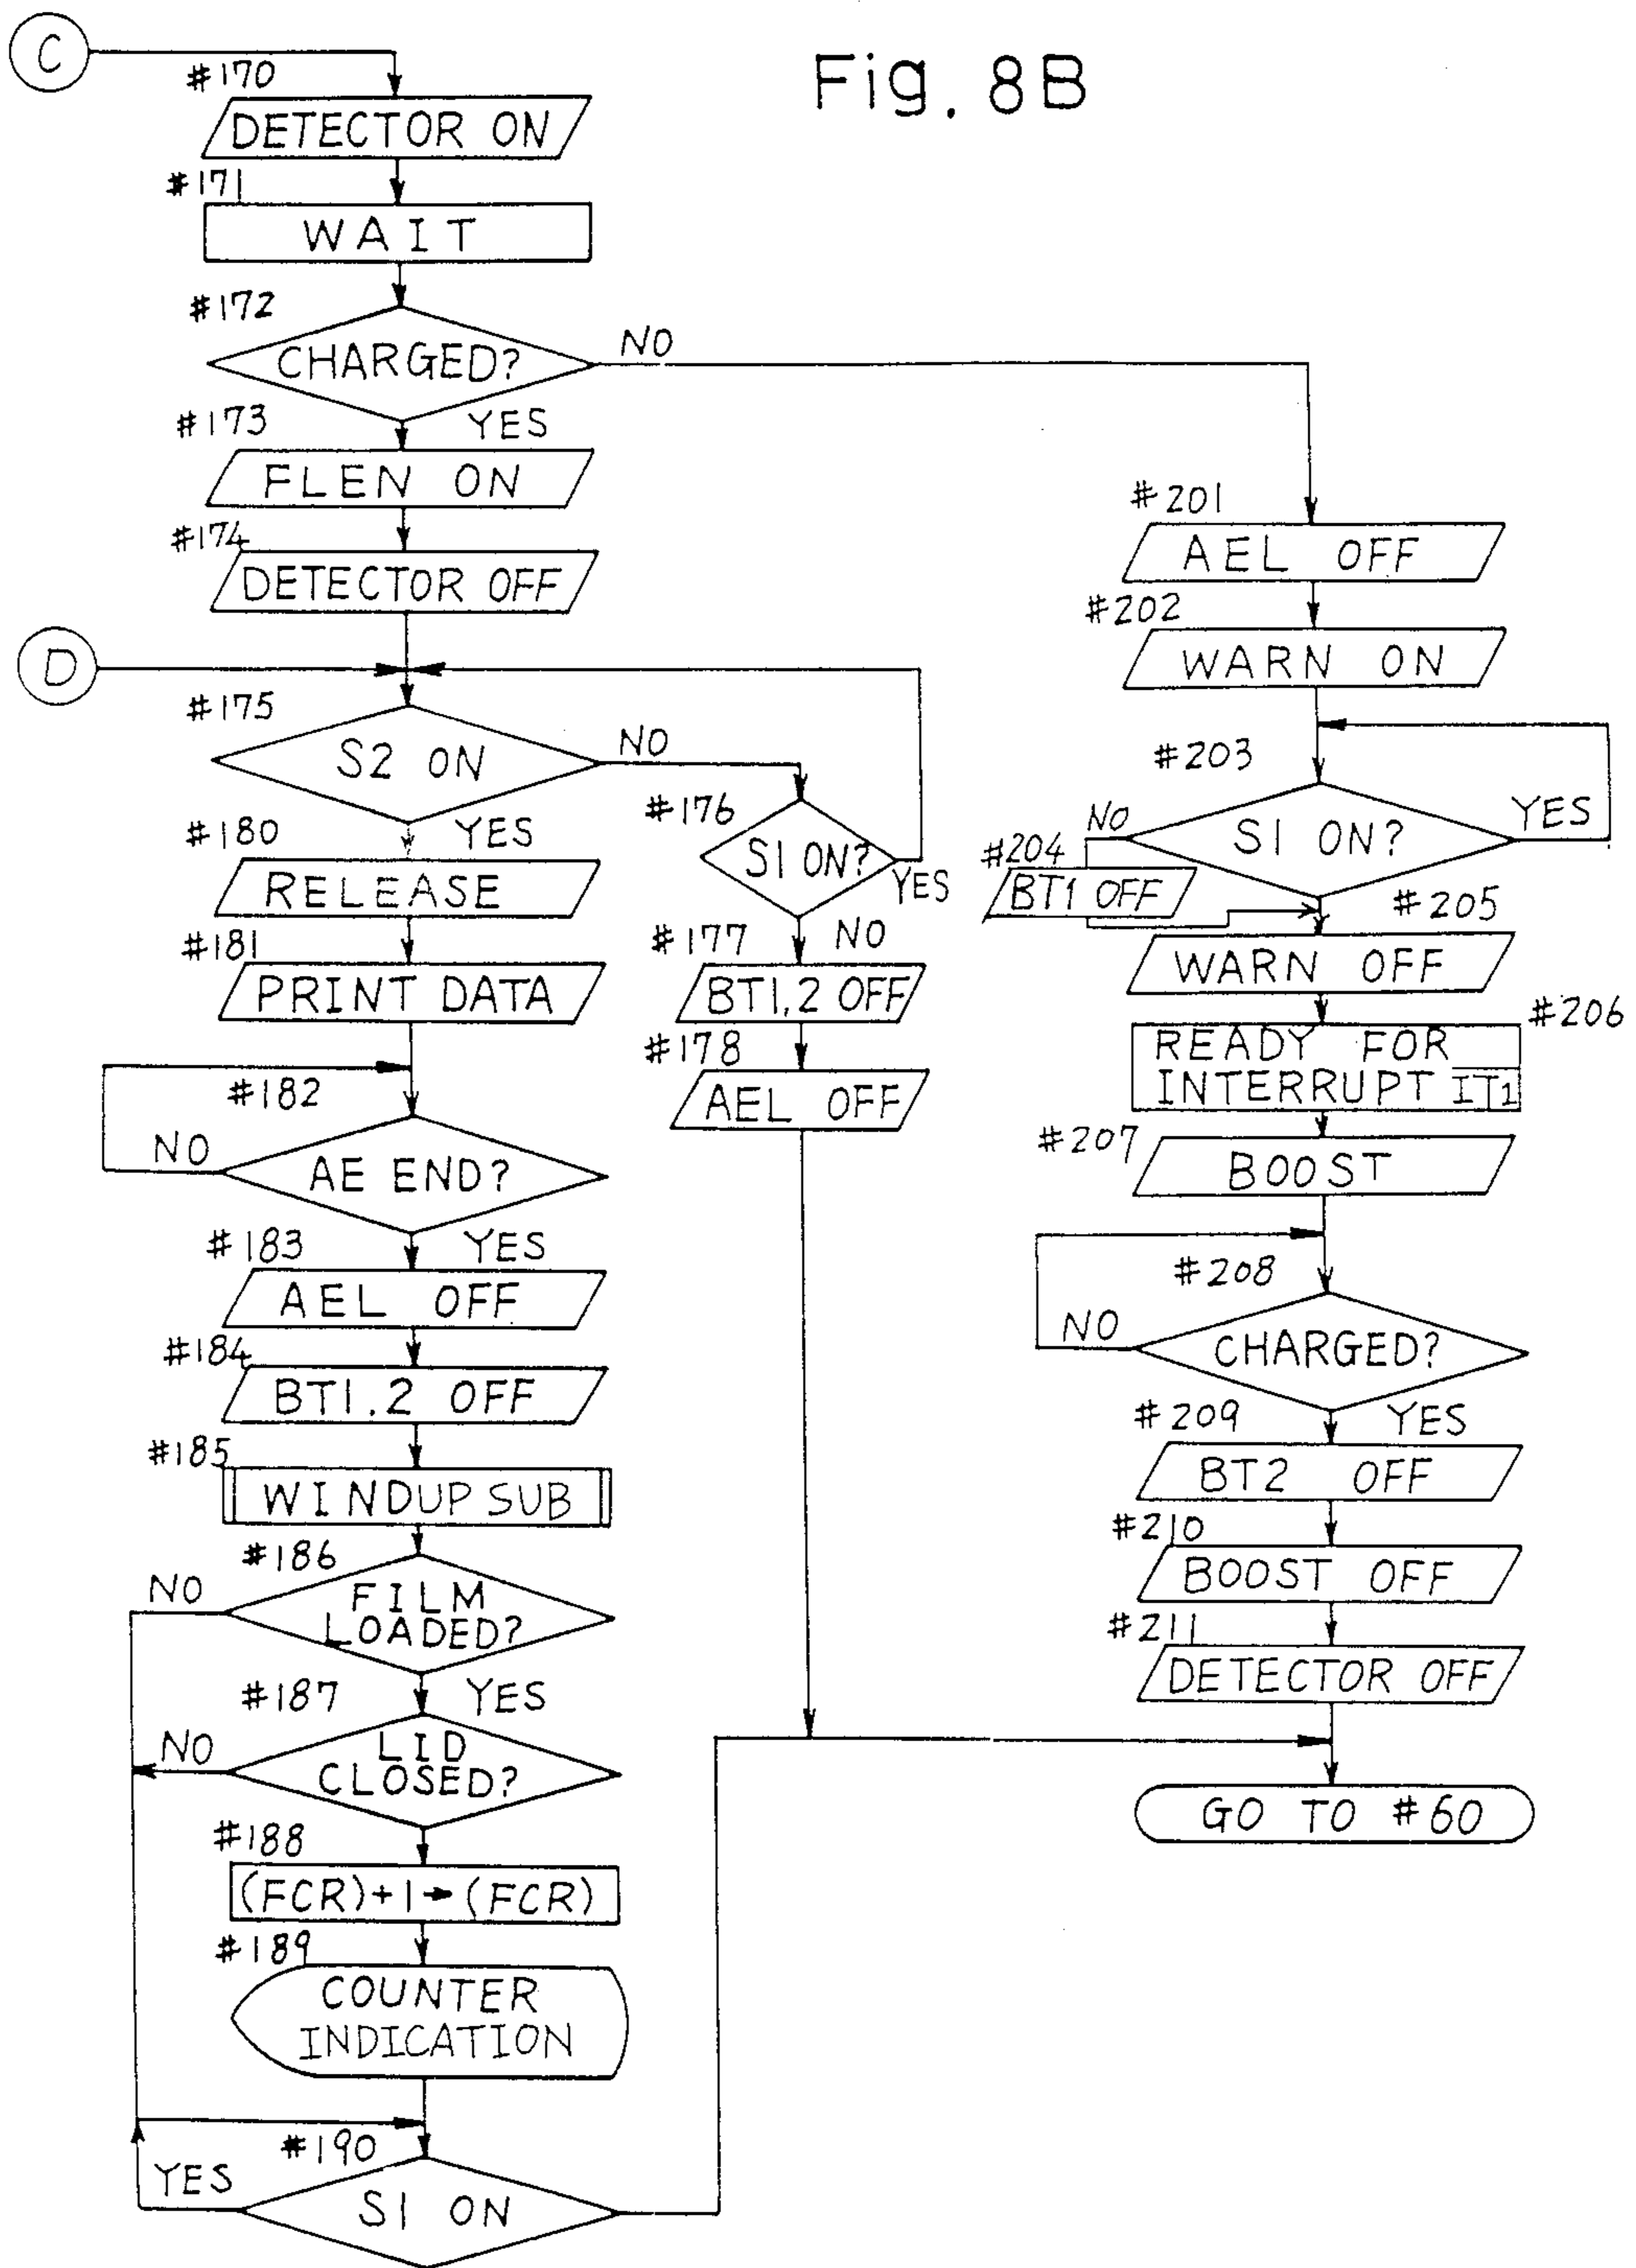 Fig. 8B
C
#170
DETECTOR ON
#171
WAIT
#172
CHARGED?
NO
YES
#173
FLEN ON
#174
DETECTOR OFF
D
#175
S2 ON
NO
YES
#176
S1 ON?
YES
NO
#177
BT1,2 OFF
#178
AEL OFF
#180
RELEASE
#181
PRINT DATA
#182
NO
AE END?
YES
#183
AEL OFF
#184
BT1.2 OFF
#185
WINDUP SUB
#186
NO
FILM
LOADED?
YES
#187
NO
LID
CLOSED?
#188
(FCR)+1→(FCR)
#189
COUNTER
INDICATION
#190
YES
S1 ON
#201
AEL OFF
#202
WARN ON
#203
NO
S1 ON?
YES
#204
BT1 OFF
#205
WARN OFF
#206
READY FOR
INTERRUPT IT1
#207
BOOST
#208
NO
CHARGED?
YES
#209
BT2 OFF
#210
BOOST OFF
#211
DETECTOR OFF
GO TO #60